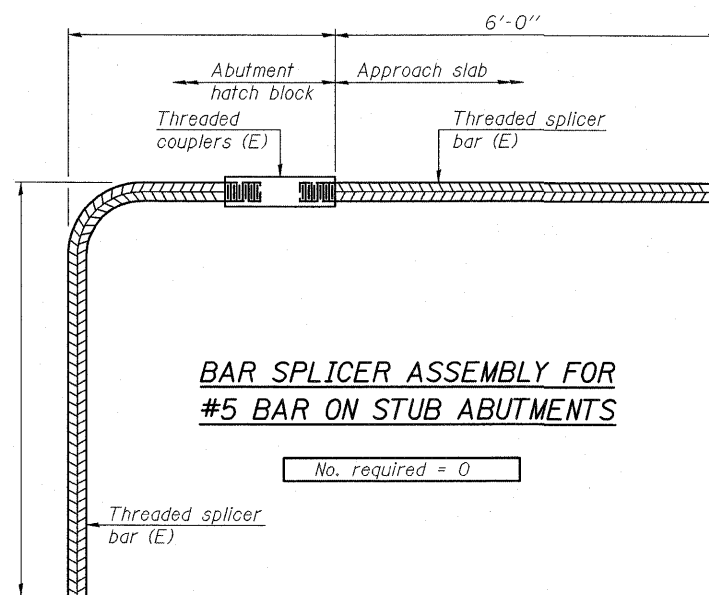 6'-0''
Abutment
hatch block
Approach slab
Threaded
couplers (E)
Threaded splicer
bar (E)
BAR SPLICER ASSEMBLY FOR
#5 BAR ON STUB ABUTMENTS
No. required = 0
Threaded splicer
bar (E)